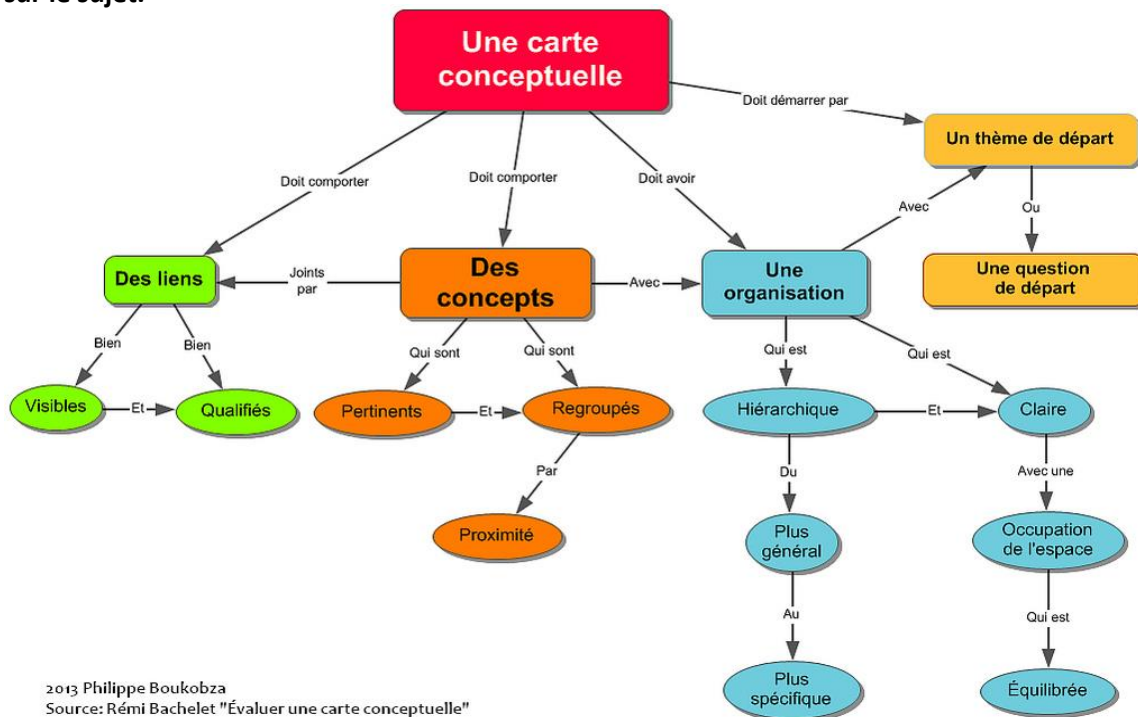 sur le sujet.
Une carte
conceptuelle
Doit démarrer par
Un thème de départ
Doit comporter
Doit comporter
Doit avoir
Avec
Ou
Des liens
Joints
par
Des
concepts
Avec
Une
organisation
Une question
de départ
Bien
Bien
Qui sont
Qui sont
Qui est
Qui est
Visibles
Et
Qualifiés
Pertinents
Et
Regroupés
Hiérarchique
Et
Claire
Par
Du
Avec une
Proximité
Plus
général
Occupation
de l'espace
Au
Qui est
Plus
spécifique
Équilibrée
2013 Philippe Boukobza
Source: Rémi Bachelet "Évaluer une carte conceptuelle"